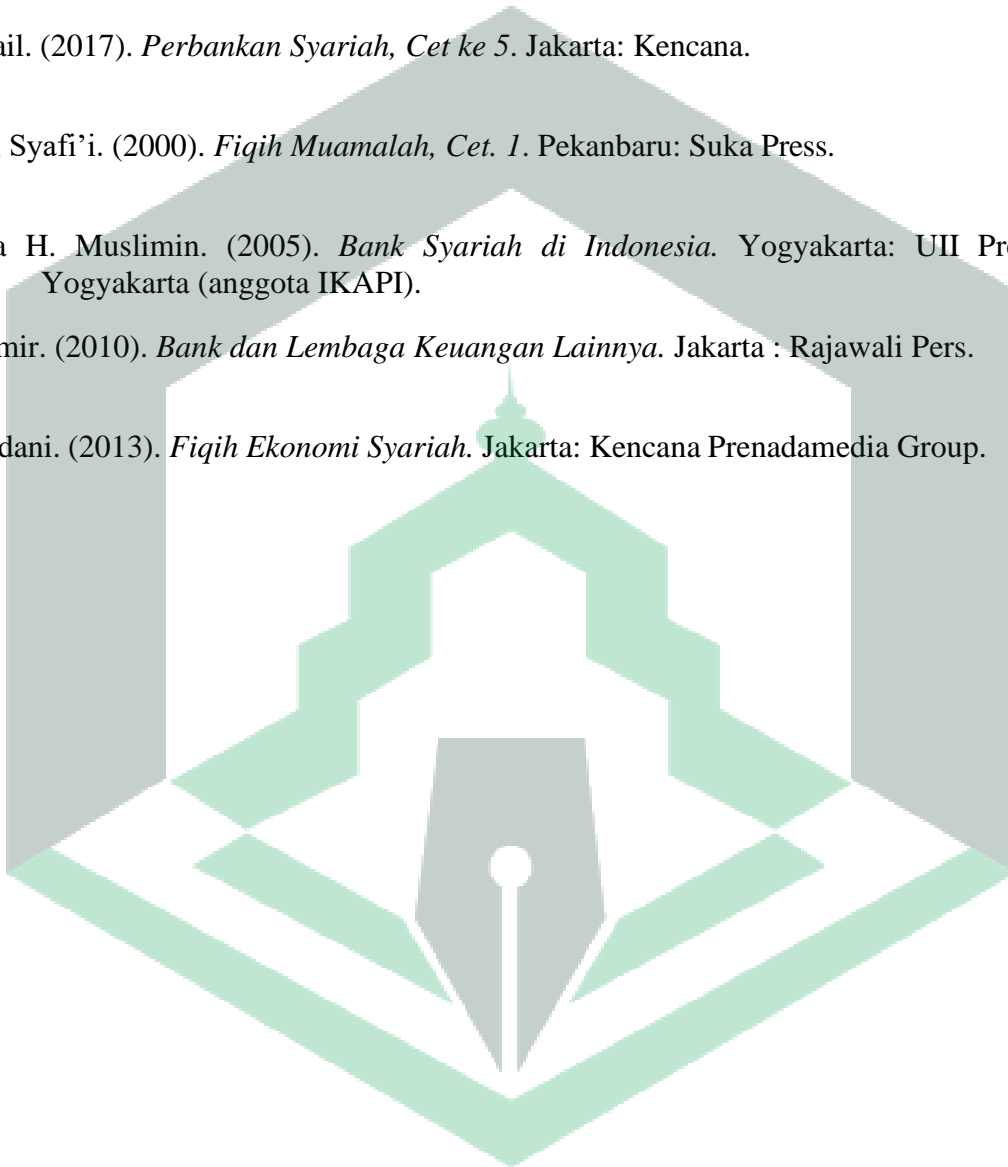 ail. (2017). Perbankan Syariah, Cet ke 5. Jakarta: Kencana.
Syafi’i. (2000). Fiqih Muamalah, Cet. 1. Pekanbaru: Suka Press.
a H. Muslimin. (2005). Bank Syariah di Indonesia. Yogyakarta: UII Pre
Yogyakarta (anggota IKAPI).
mir. (2010). Bank dan Lembaga Keuangan Lainnya. Jakarta : Rajawali Pers.
dani. (2013). Fiqih Ekonomi Syariah. Jakarta: Kencana Prenadamedia Group.